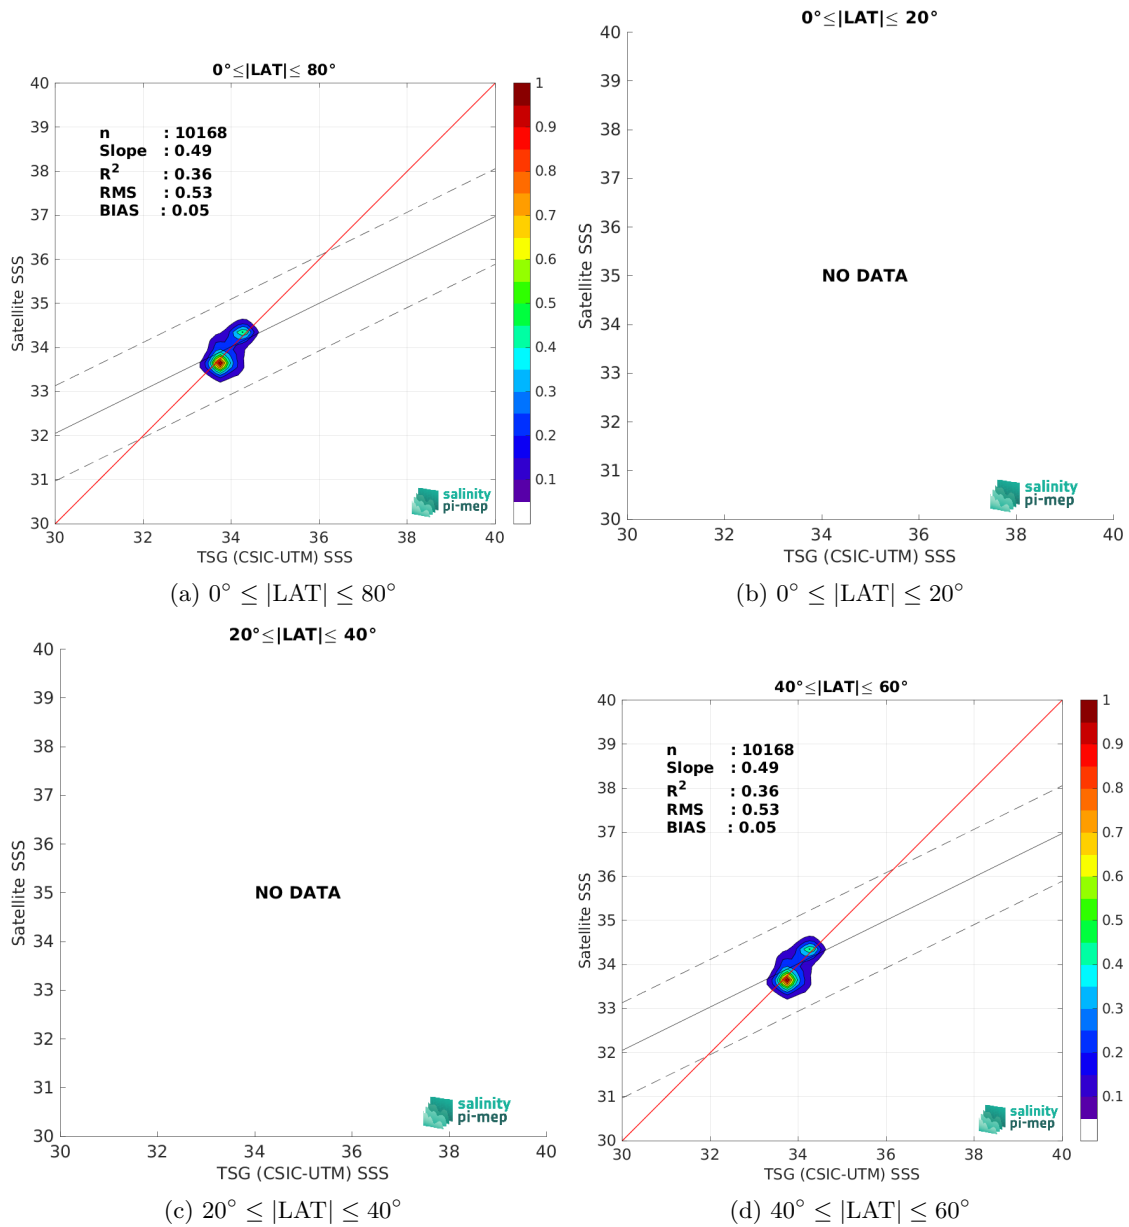 0°≤|LAT|≤ 80°
40
39
38
37
36
35
34
33
32
31
30
30
32
34
36
38
40
n : 10168
Slope : 0.49
R² : 0.36
RMS : 0.53
BIAS : 0.05
1
0.9
0.8
0.7
0.6
0.5
0.4
0.3
0.2
0.1
Satellite SSS
TSG (CSIC-UTM) SSS
salinity
pi-mep
(a) 0° ≤ |LAT| ≤ 80°
0°≤|LAT|≤ 20°
40
39
38
37
36
35
34
33
32
31
30
30
32
34
36
38
40
NO DATA
Satellite SSS
TSG (CSIC-UTM) SSS
salinity
pi-mep
(b) 0° ≤ |LAT| ≤ 20°
20°≤|LAT|≤ 40°
40
39
38
37
36
35
34
33
32
31
30
30
32
34
36
38
40
NO DATA
Satellite SSS
TSG (CSIC-UTM) SSS
salinity
pi-mep
(c) 20° ≤ |LAT| ≤ 40°
40°≤|LAT|≤ 60°
40
39
38
37
36
35
34
33
32
31
30
30
32
34
36
38
40
n : 10168
Slope : 0.49
R² : 0.36
RMS : 0.53
BIAS : 0.05
1
0.9
0.8
0.7
0.6
0.5
0.4
0.3
0.2
0.1
Satellite SSS
TSG (CSIC-UTM) SSS
salinity
pi-mep
(d) 40° ≤ |LAT| ≤ 60°